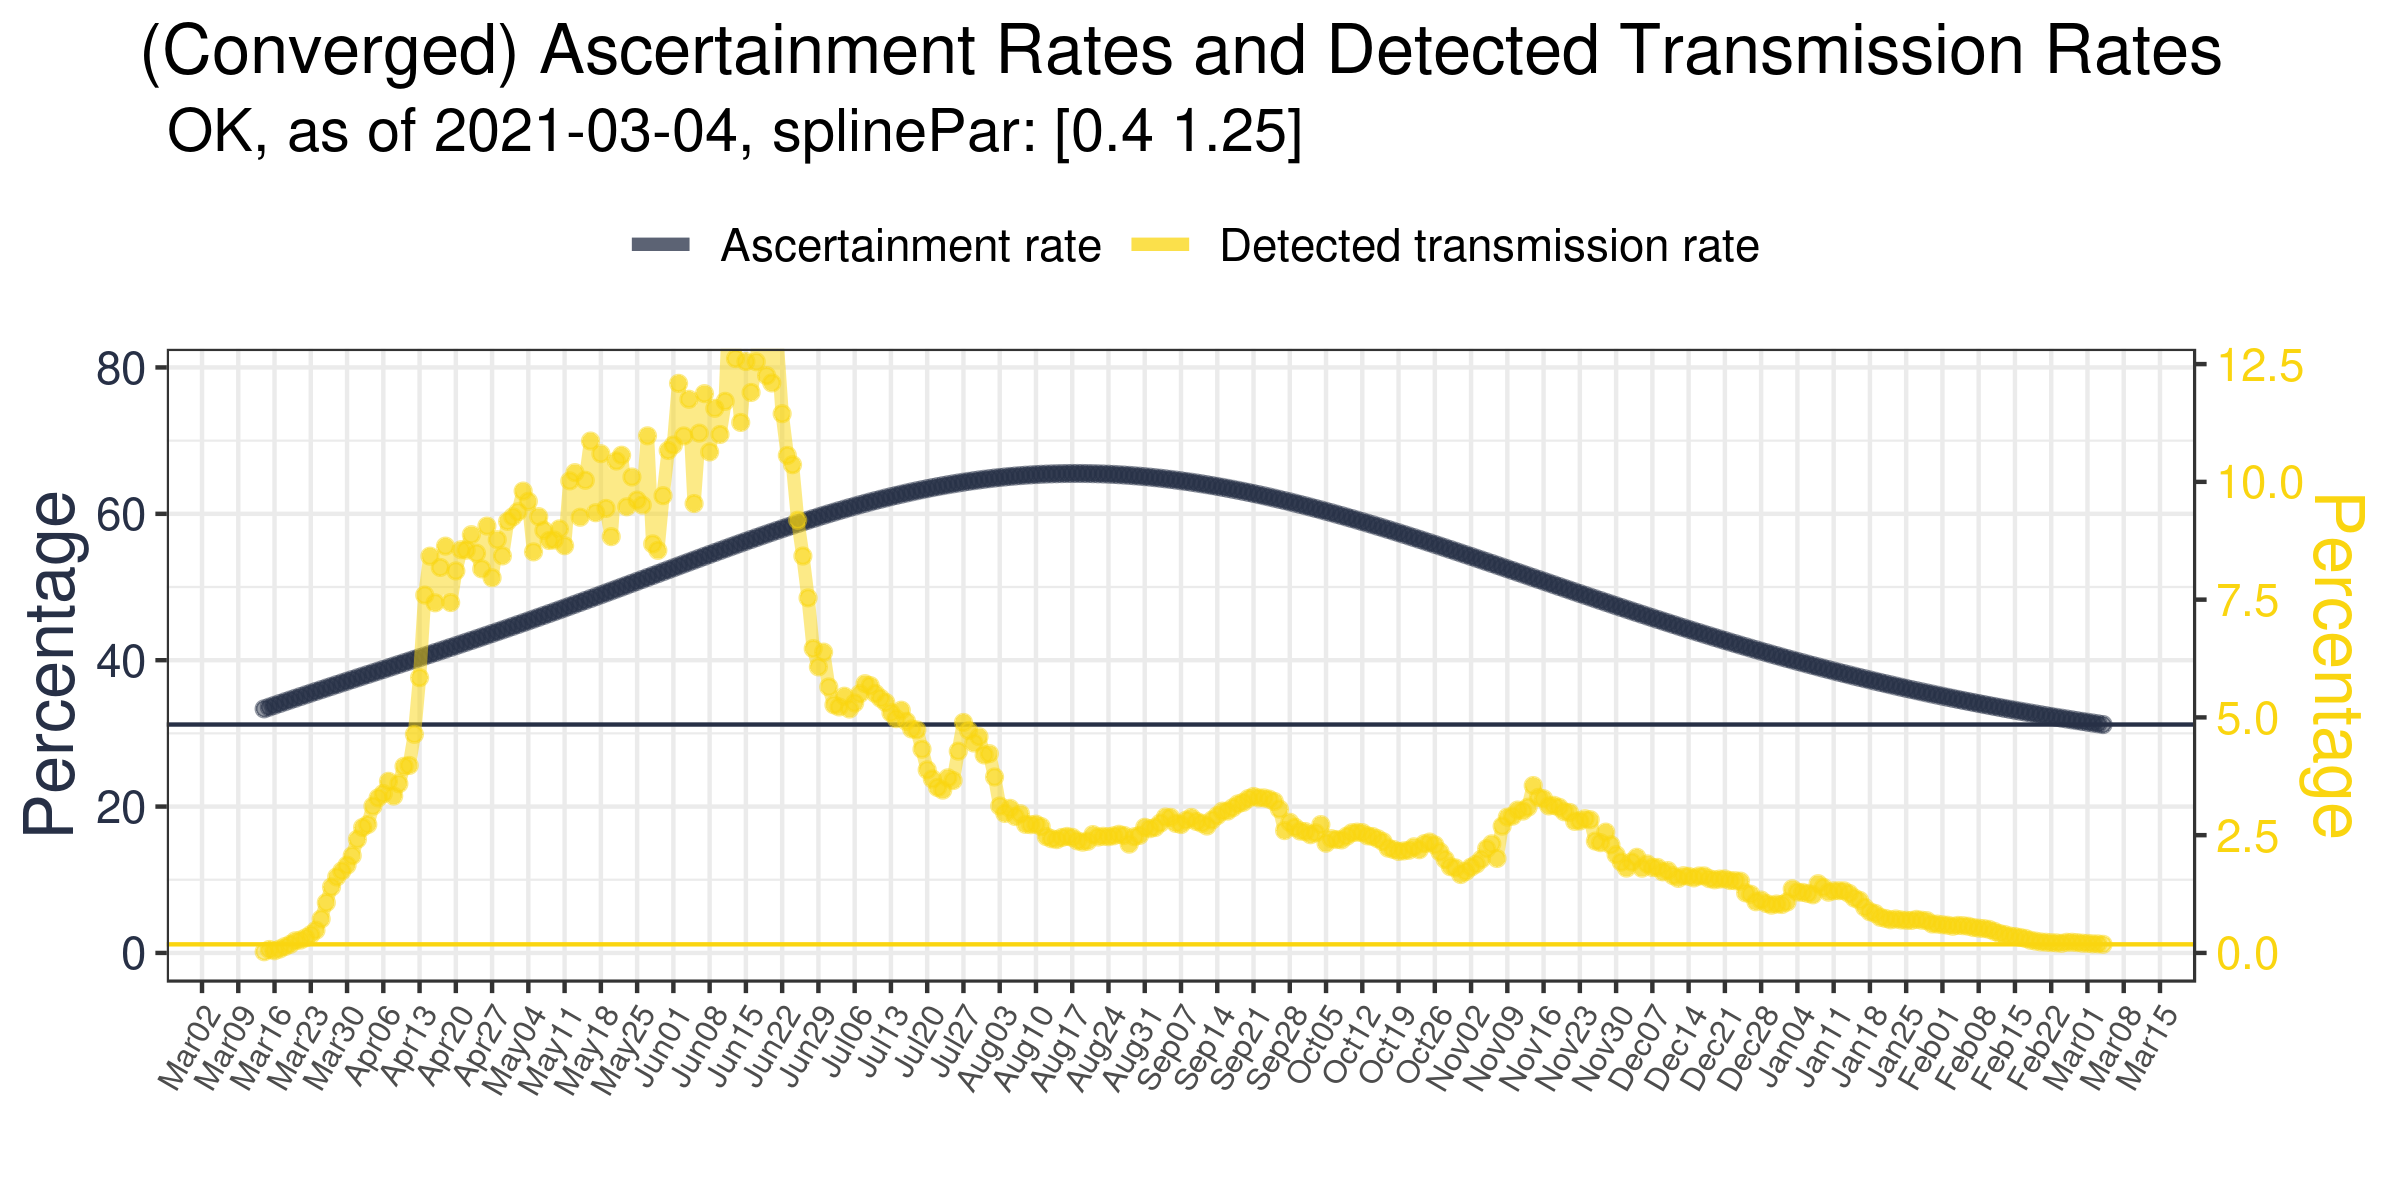 (Converged) Ascertainment Rates and Detected Transmission Rates
OK, as of 2021-03-04, splinePar: [0.4 1.25]
Ascertainment rate
Detected transmission rate
Percentage
80
60
40
20
0
12.5
10.0
7.5
5.0
2.5
0.0
Percentage
Mar02
Mar09
Mar16
Mar23
Mar30
Apr06
Apr13
Apr20
Apr27
May04
May11
May18
May25
Jun01
Jun08
Jun15
Jun22
Jun29
Jul06
Jul13
Jul20
Jul27
Aug03
Aug10
Aug17
Aug24
Aug31
Sep07
Sep14
Sep21
Sep28
Oct05
Oct12
Oct19
Oct26
Nov02
Nov09
Nov16
Nov23
Nov30
Dec07
Dec14
Dec21
Dec28
Jan04
Jan11
Jan18
Jan25
Feb01
Feb08
Feb15
Feb22
Mar01
Mar08
Mar15